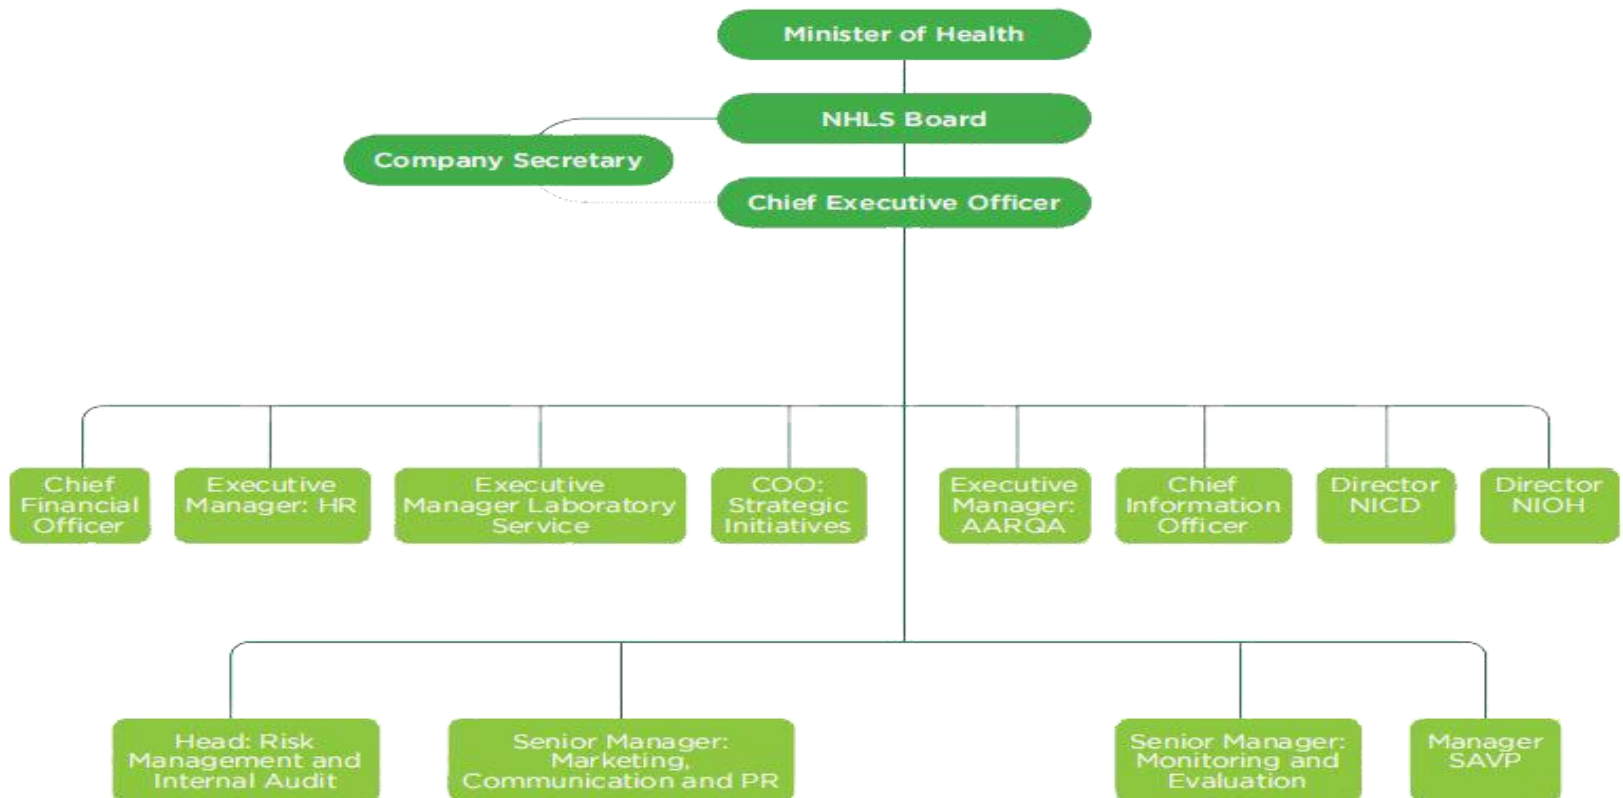 Minister of Health
NHLS Board
Company Secretary
Chief Executive Officer
Chief
Financial
Officer
Executive
Manager: HR
Executive
Manager Laboratory
Service
COO:
Strategic
Initiatives
Executive
Manager:
AARQA
Chief
Information
Officer
Director
NICD
Director
NIOH
Head: Risk
Management and
Internal Audit
Senior Manager:
Marketing,
Communication and PR
Senior Manager:
Monitoring and
Evaluation
Manager
SAVP